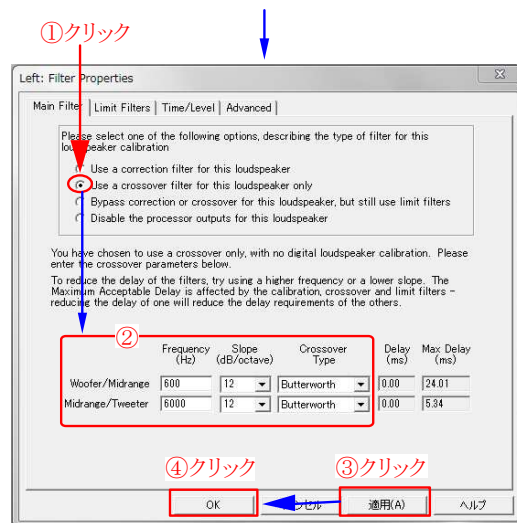 ①クリック
Left: Filter Properties
Main Filter | Limit Filters | Time/Level | Advanced
Please select one of the following options, describing the type of filter for this
loudspeaker calibration
Use a correction filter for this loudspeaker
Use a crossover filter for this loudspeaker only
Bypass correction or crossover for this loudspeaker, but still use limit filters
Disable the processor outputs for this loudspeaker
You have chosen to use a crossover only, with no digital loudspeaker calibration. Please
enter the crossover parameters below.
To reduce the delay of the filters, try using a higher frequency or a lower slope. The
Maximum Acceptable Delay is affected by the calibration, crossover and limit filters -
reducing the delay of one will reduce the delay requirements of the others.
②
Frequency (Hz) Slope (dB/octave) Crossover Type Delay (ms) Max Delay (ms)
Woofer/Midrange 600 12 Butterworth 0.00 24.01
Midrange/Tweeter 6000 12 Butterworth 0.00 5.34
④クリック ③クリック
OK キャンセル 適用(A) ヘルプ